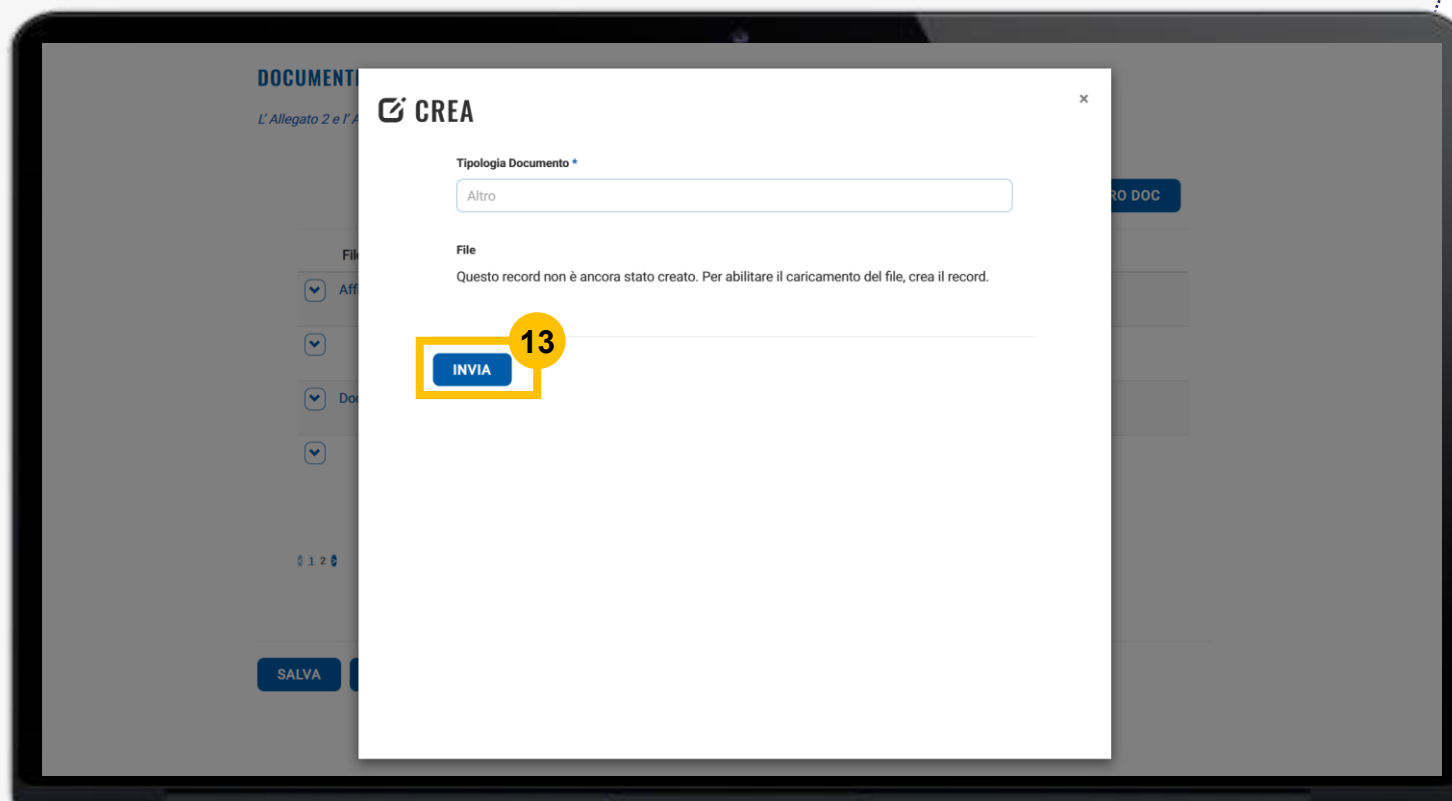 DOCUMENTI
L' Allegato 2 e l' A
CREA
×
Tipologia Documento *
Altro
RO DOC
File
File
Questo record non è ancora stato creato. Per abilitare il caricamento del file, crea il record.
Aff
13
INVIA
Doc
1 2
SALVA